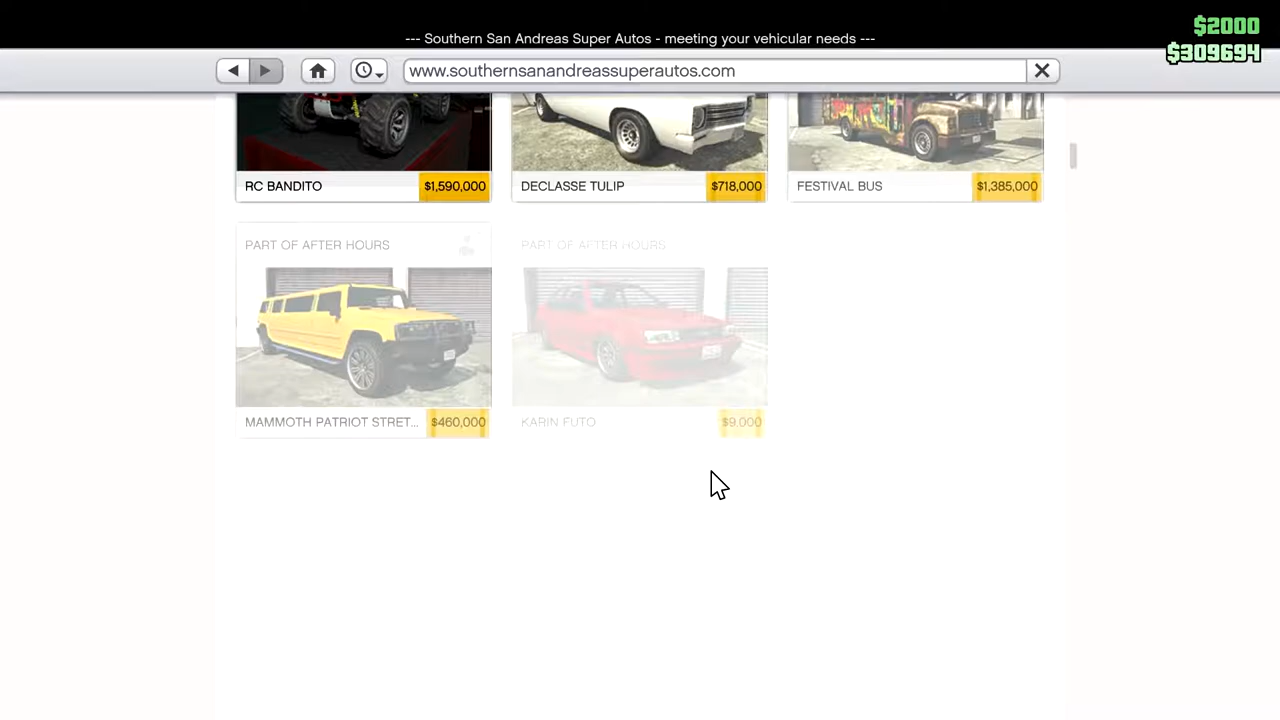 --- Southern San Andreas Super Autos - meeting your vehicular needs ---
$2000
$309694
www.southernsanandreassuperautos.com
RC BANDITO
$1,590,000
DECLASSE TULIP
$718,000
FESTIVAL BUS
$1,385,000
PART OF AFTER HOURS
PART OF AFTER HOURS
MAMMOTH PATRIOT STRET...
$460,000
KARIN FUTO
$9,000